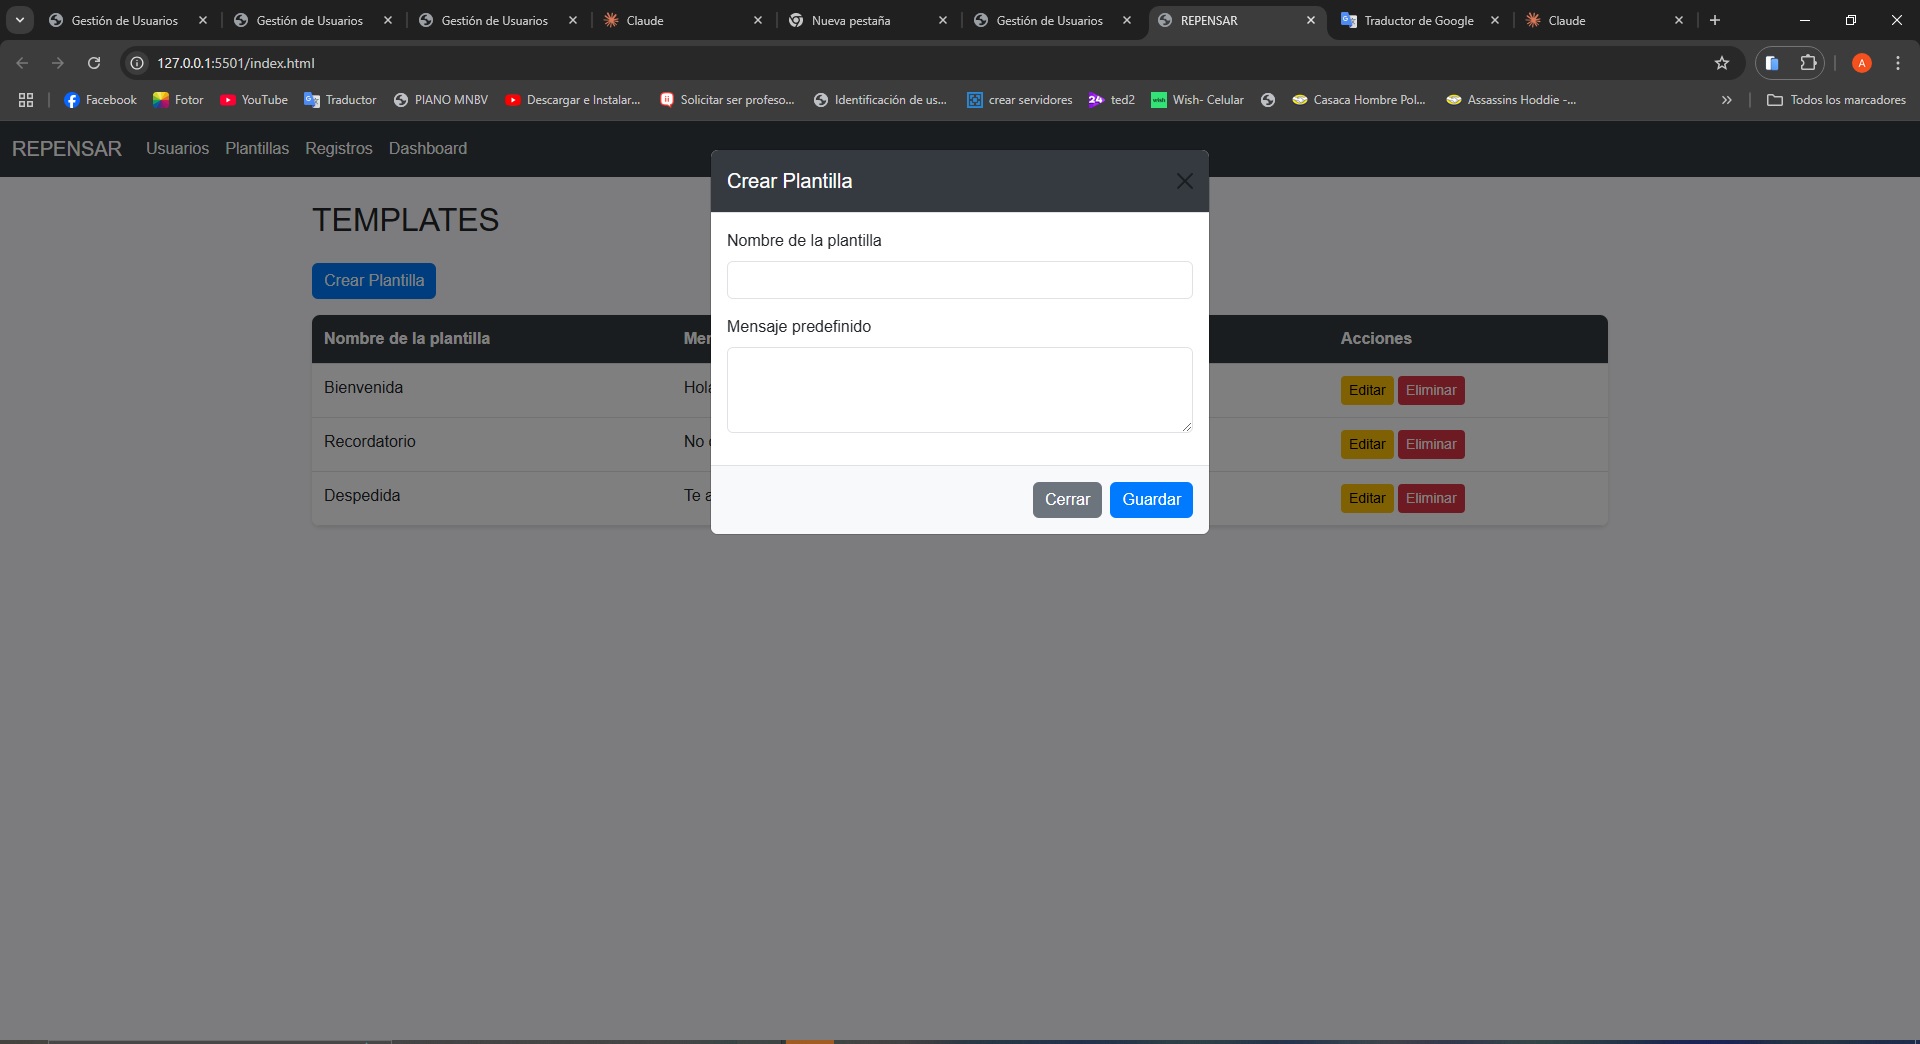 Gestión de Usuarios
Gestión de Usuarios
Gestión de Usuarios
Claude
Nueva pestaña
Gestión de Usuarios
REPENSAR
Traductor de Google
Claude
127.0.0.1:5501/index.html
A
Facebook
Fotor
YouTube
Traductor
PIANO MNBV
Descargar e Instalar...
Solicitar ser profeso...
Identificación de us...
crear servidores
24
ted2
wish
Wish- Celular
Casaca Hombre Pol...
Assassins Hoddie -...
Todos los marcadores
REPENSAR Usuarios Plantillas Registros Dashboard
TEMPLATES
Crear Plantilla
Nombre de la plantilla Men Acciones
Bienvenida Hola Editar Eliminar
Recordatorio No Editar Eliminar
Despedida Te a Editar Eliminar
Crear Plantilla
Nombre de la plantilla
Mensaje predefinido
Cerrar Guardar